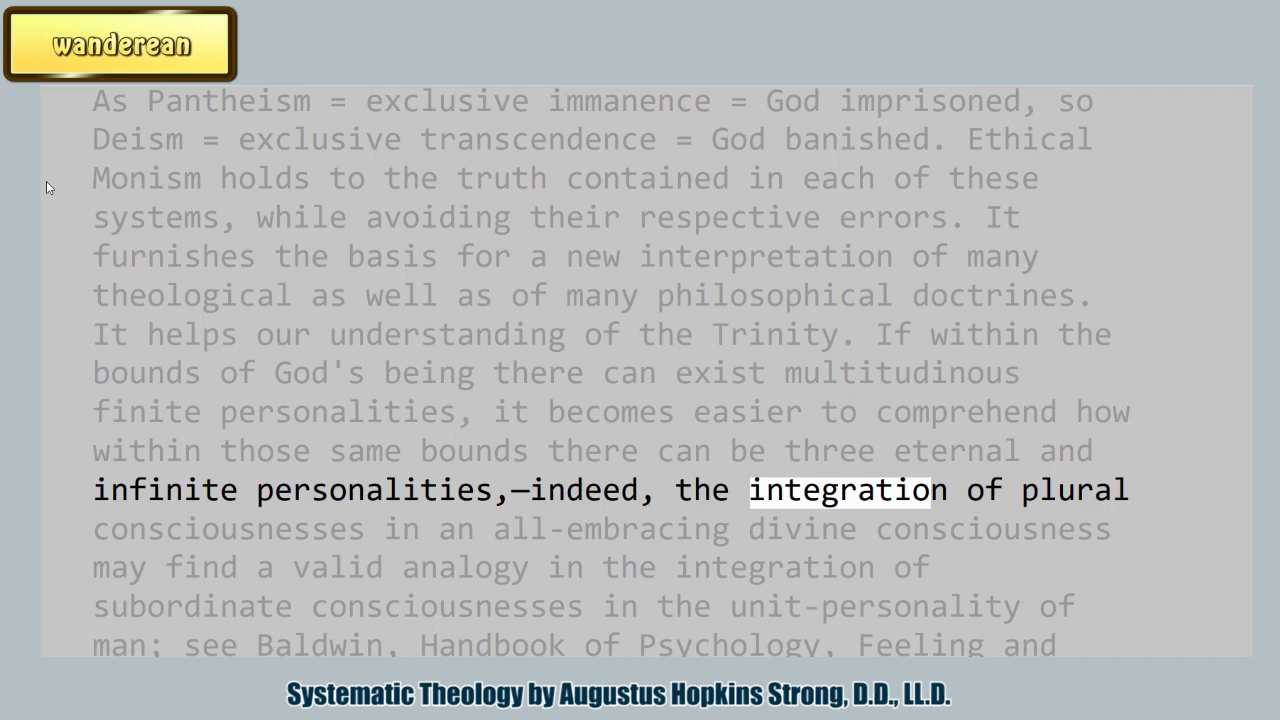 wanderean
As Pantheism = exclusive immanence = God imprisoned, so
Deism = exclusive transcendence = God banished. Ethical
Monism holds to the truth contained in each of these
systems, while avoiding their respective errors. It
furnishes the basis for a new interpretation of many
theological as well as of many philosophical doctrines.
It helps our understanding of the Trinity. If within the
bounds of God's being there can exist multitudinous
finite personalities, it becomes easier to comprehend how
within those same bounds there can be three eternal and
infinite personalities,—indeed, the integration of plural
consciousnesses in an all-embracing divine consciousness
may find a valid analogy in the integration of
subordinate consciousnesses in the unit-personality of
man; see Baldwin, Handbook of Psychology, Feeling and
Systematic Theology by Augustus Hopkins Strong, D.D., LL.D.